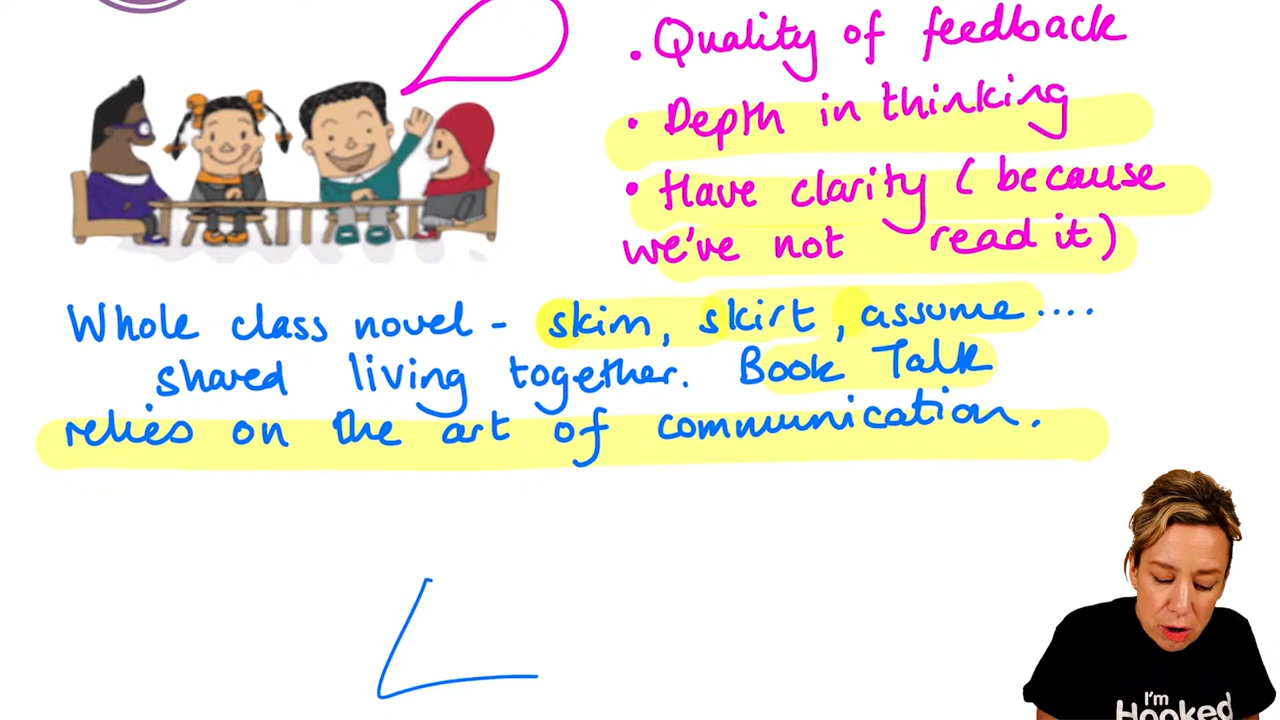 • Quality of feedback
• Depth in thinking
• Have clarity (because
we've not read it)
Whole class novel - skim, skirt, assume....
shared living together. Book Talk
relies on the art of communication.
I'm
Hooked